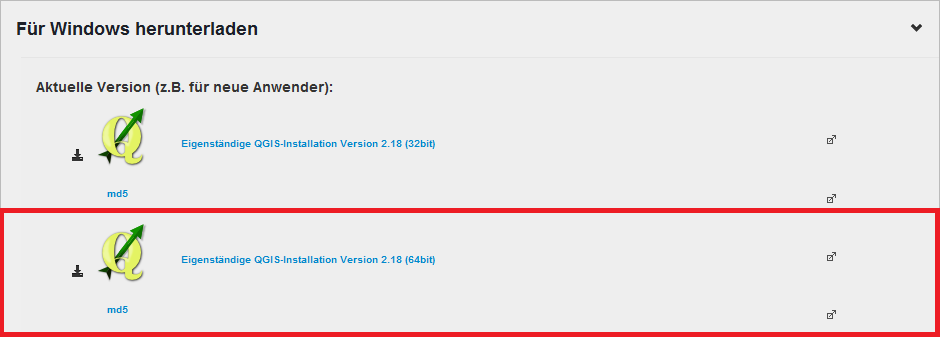 Für Windows herunterladen
Aktuelle Version (z.B. für neue Anwender):
Eigenständige QGIS-Installation Version 2.18 (32bit)
md5
Eigenständige QGIS-Installation Version 2.18 (64bit)
md5